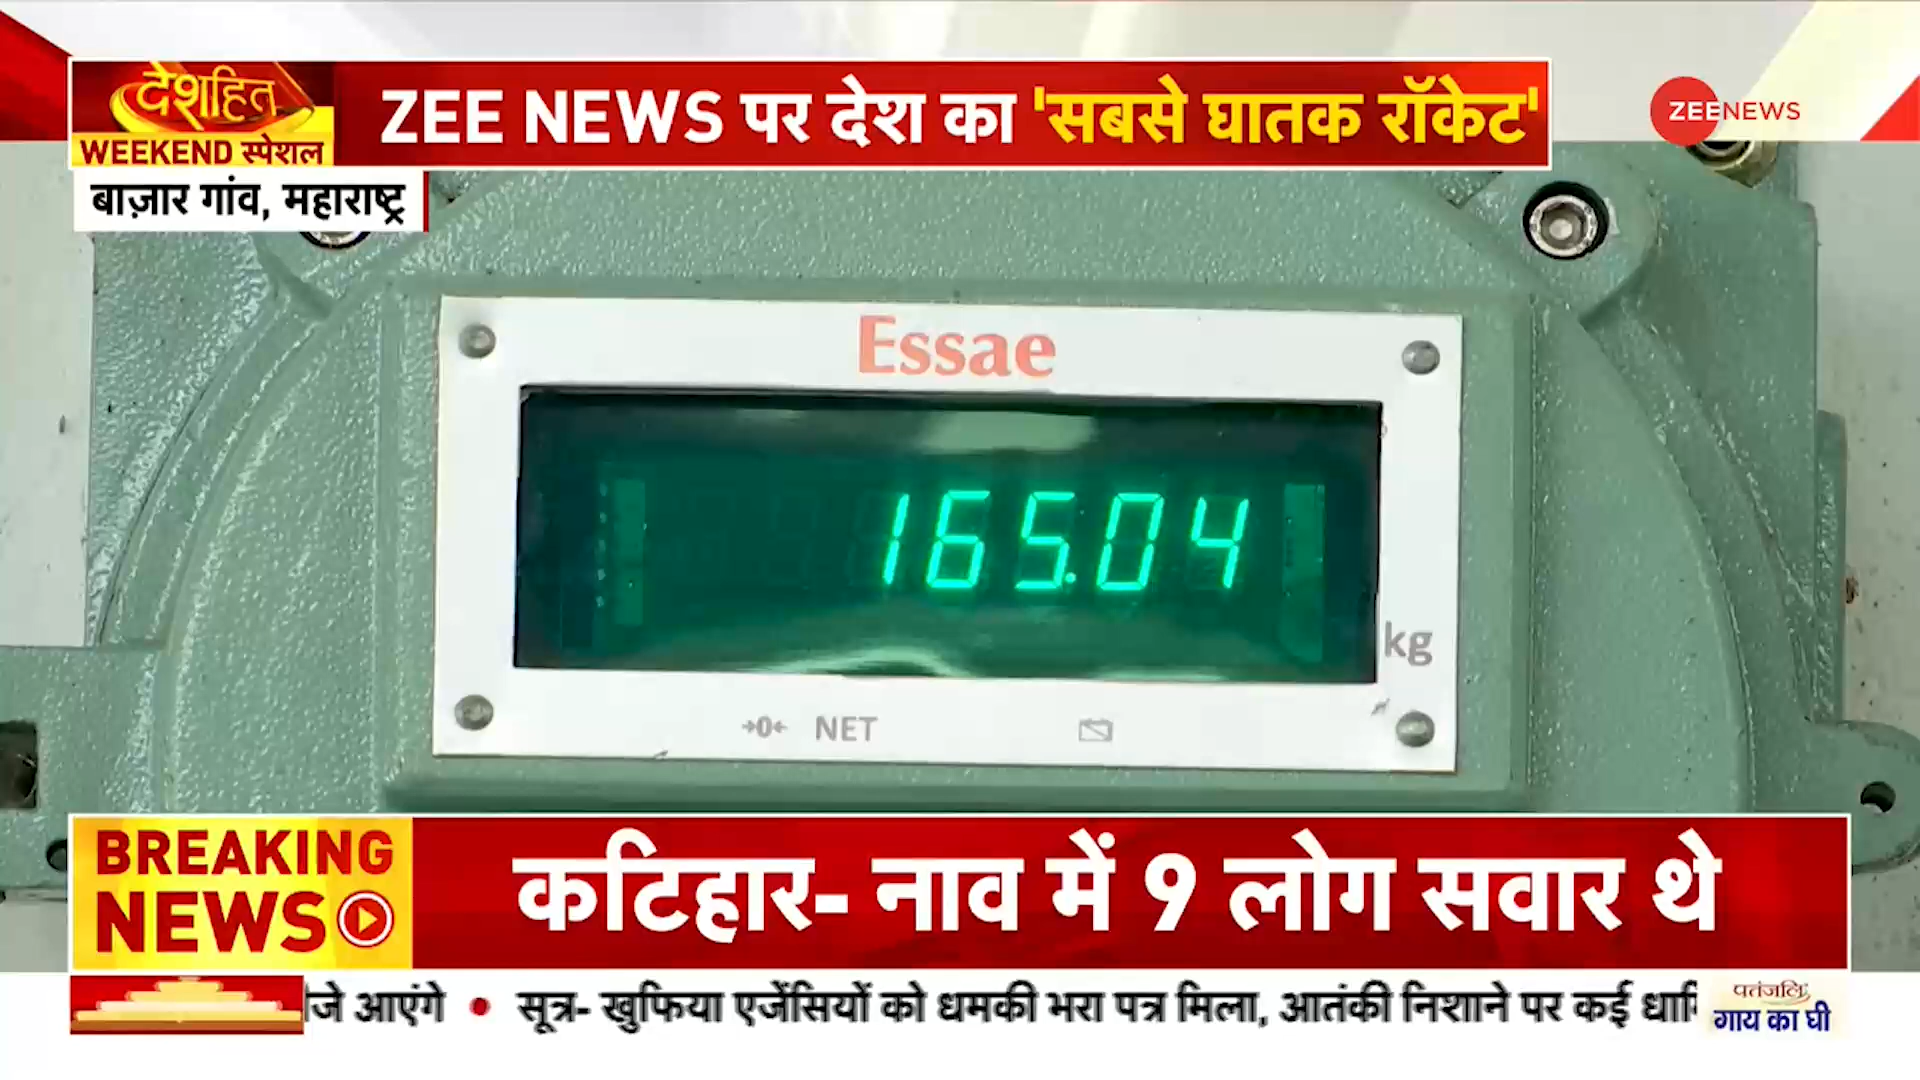 देशहित
WEEKEND स्पेशल
ZEE NEWS पर देश का 'सबसे घातक रॉकेट'
ZEENEWS
बाज़ार गांव, महाराष्ट्र
Essae
165.04
kg
→0← NET
BREAKING
NEWS
कटिहार- नाव में 9 लोग सवार थे
आएंगे • सूत्र- खुफिया एजेंसियों को धमकी भरा पत्र मिला, आतंकी निशाने पर कई
पतंजलि
गाय का घी